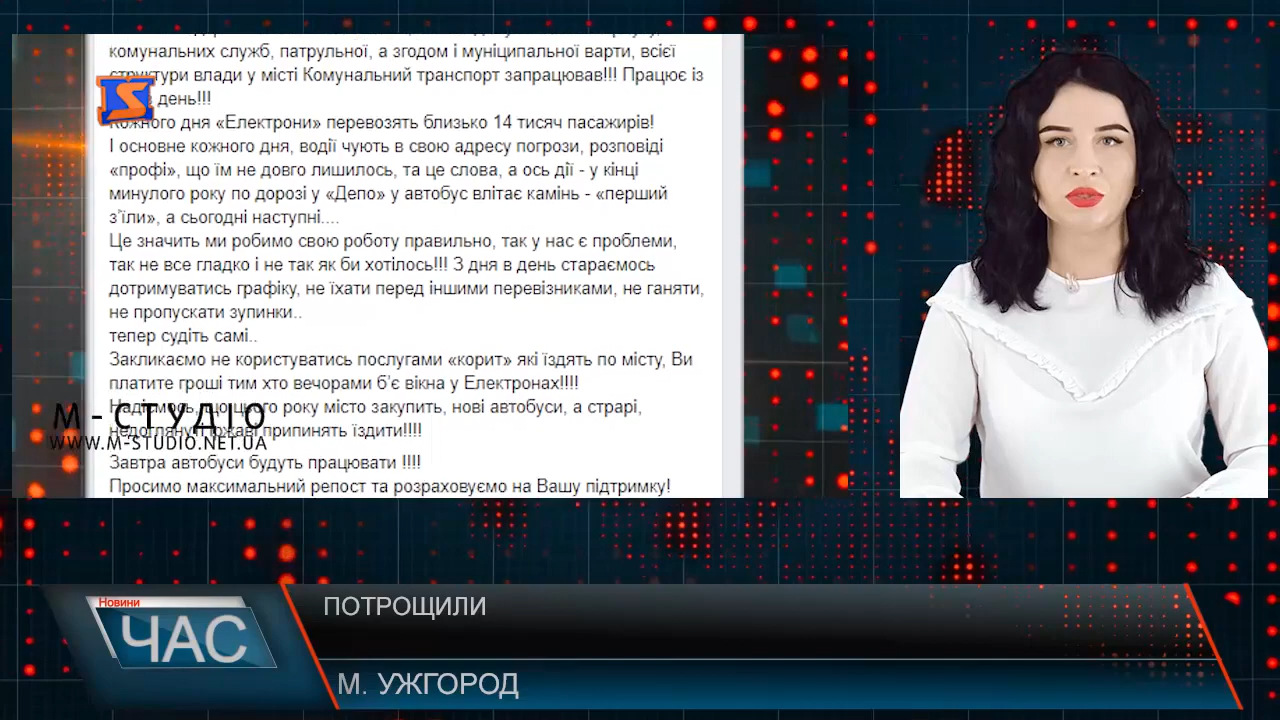 комунальних служб, патрульної, а згодом і муніципальної варти, всієї
структури влади у місті Комунальний транспорт запрацював!!! Працює із
день!!!
Кожного дня «Електрони» перевозять близько 14 тисяч пасажирів!
І основне кожного дня, водії чують в свою адресу погрози, розповіді
«профі», що їм не довго лишилось, та це слова, а ось дії - у кінці
минулого року по дорозі у «Депо» у автобус влітає камінь - «перший
з’їли», а сьогодні наступні....
Це значить ми робимо свою роботу правильно, так у нас є проблеми,
так не все гладко і не так як би хотілось!!! З дня в день стараємось
дотримуватись графіку, не їхати перед іншими перевізниками, не ганяти,
не пропускати зупинки..
тепер судіть самі..
Закликаємо не користуватись послугами «корит» які їздять по місту, Ви
платите гроші тим хто вечорами б’є вікна у Електронах!!!!
Надіємось, що цього року місто закупить, нові автобуси, а страрі,
іржаві припинять їздити!!!!
М-СТУДІО
WWW.M-STUDIO.NET.UA
Завтра автобуси будуть працювати !!!!
Просимо максимальний репост та розраховуємо на Вашу підтримку!
Новини
ЧАС
ПОТРОЩИЛИ
М. УЖГОРОД